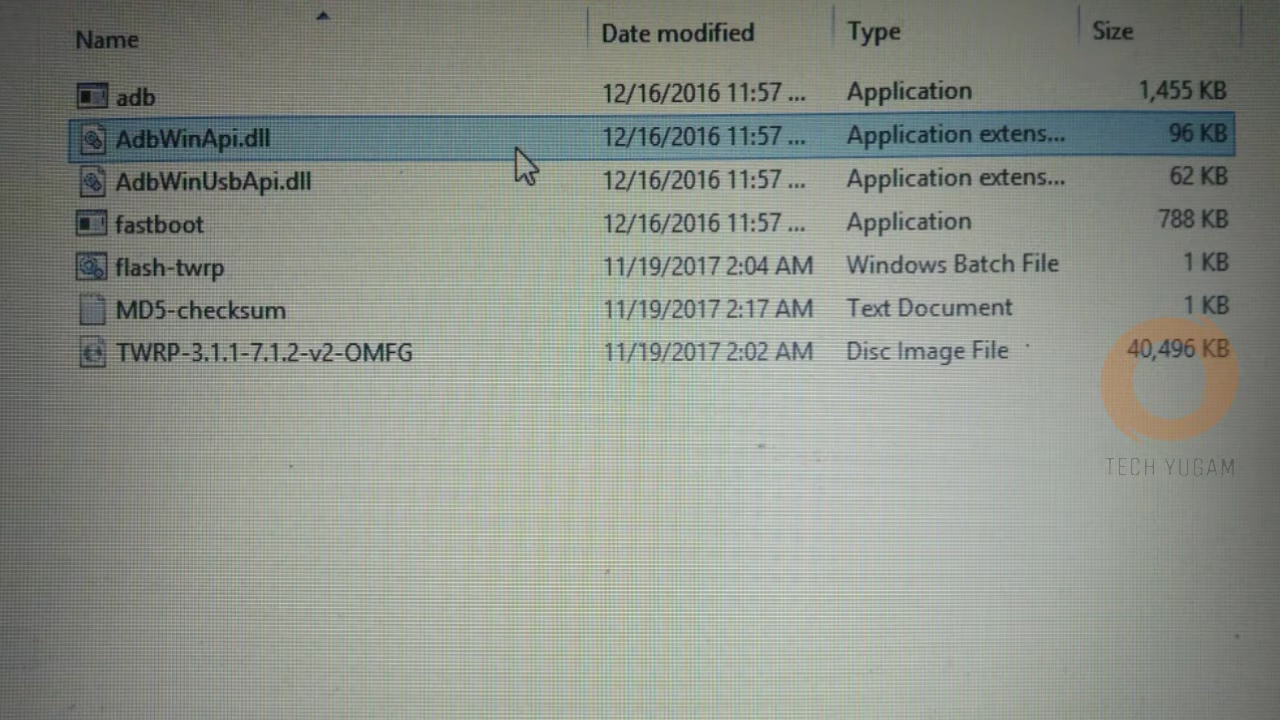 Name Date modified Type Size
adb 12/16/2016 11:57 ... Application 1,455 KB
AdbWinApi.dll 12/16/2016 11:57 ... Application extens... 96 KB
AdbWinUsbApi.dll 12/16/2016 11:57 ... Application extens... 62 KB
fastboot 12/16/2016 11:57 ... Application 788 KB
flash-twrp 11/19/2017 2:04 AM Windows Batch File 1 KB
MD5-checksum 11/19/2017 2:17 AM Text Document 1 KB
TWRP-3.1.1-7.1.2-v2-OMFG 11/19/2017 2:02 AM Disc Image File 40,496 KB
TECH YUGAM